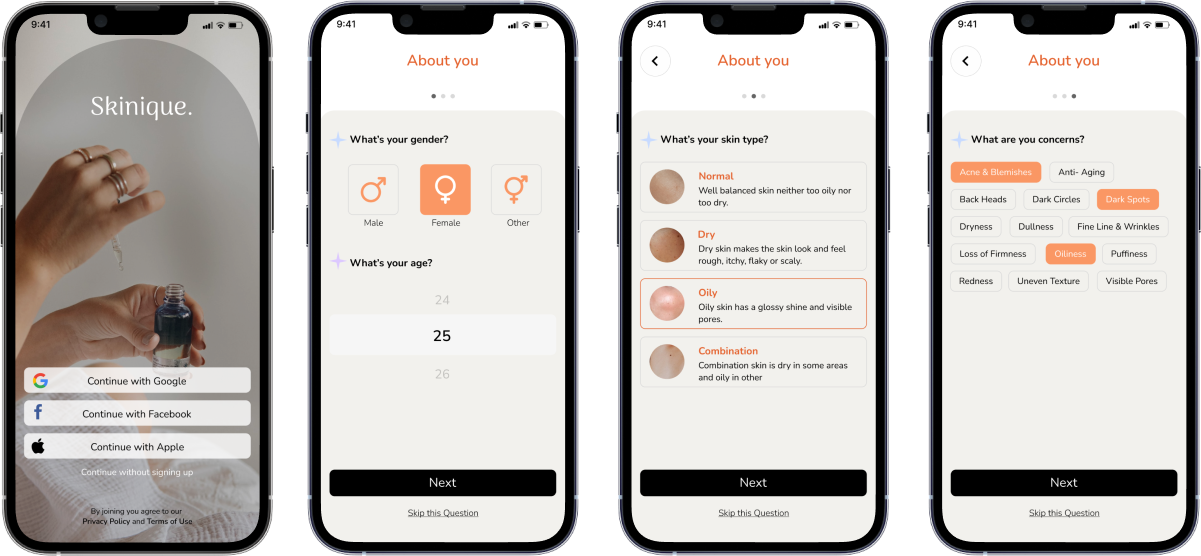 9:41
Skinique.
Continue with Google
Continue with Facebook
Continue with Apple
Continue without signing up
By joining you agree to our
Privacy Policy and Terms of Use
9:41
About you
What's your gender?
Male
Female
Other
What's your age?
24
25
26
Next
Skip this Question
9:41
About you
What's your skin type?
Normal
Well balanced skin neither too oily nor
too dry.
Dry
Dry skin makes the skin look and feel
rough, itchy, flaky or scaly.
Oily
Oily skin has a glossy shine and visible
pores.
Combination
Combination skin is dry in some areas
and oily in other
Next
Skip this Question
9:41
About you
What are you concerns?
Acne & Blemishes Anti- Aging
Back Heads Dark Circles Dark Spots
Dryness Dullness Fine Line & Wrinkles
Loss of Firmness Oiliness Puffiness
Redness Uneven Texture Visible Pores
Next
Skip this Question